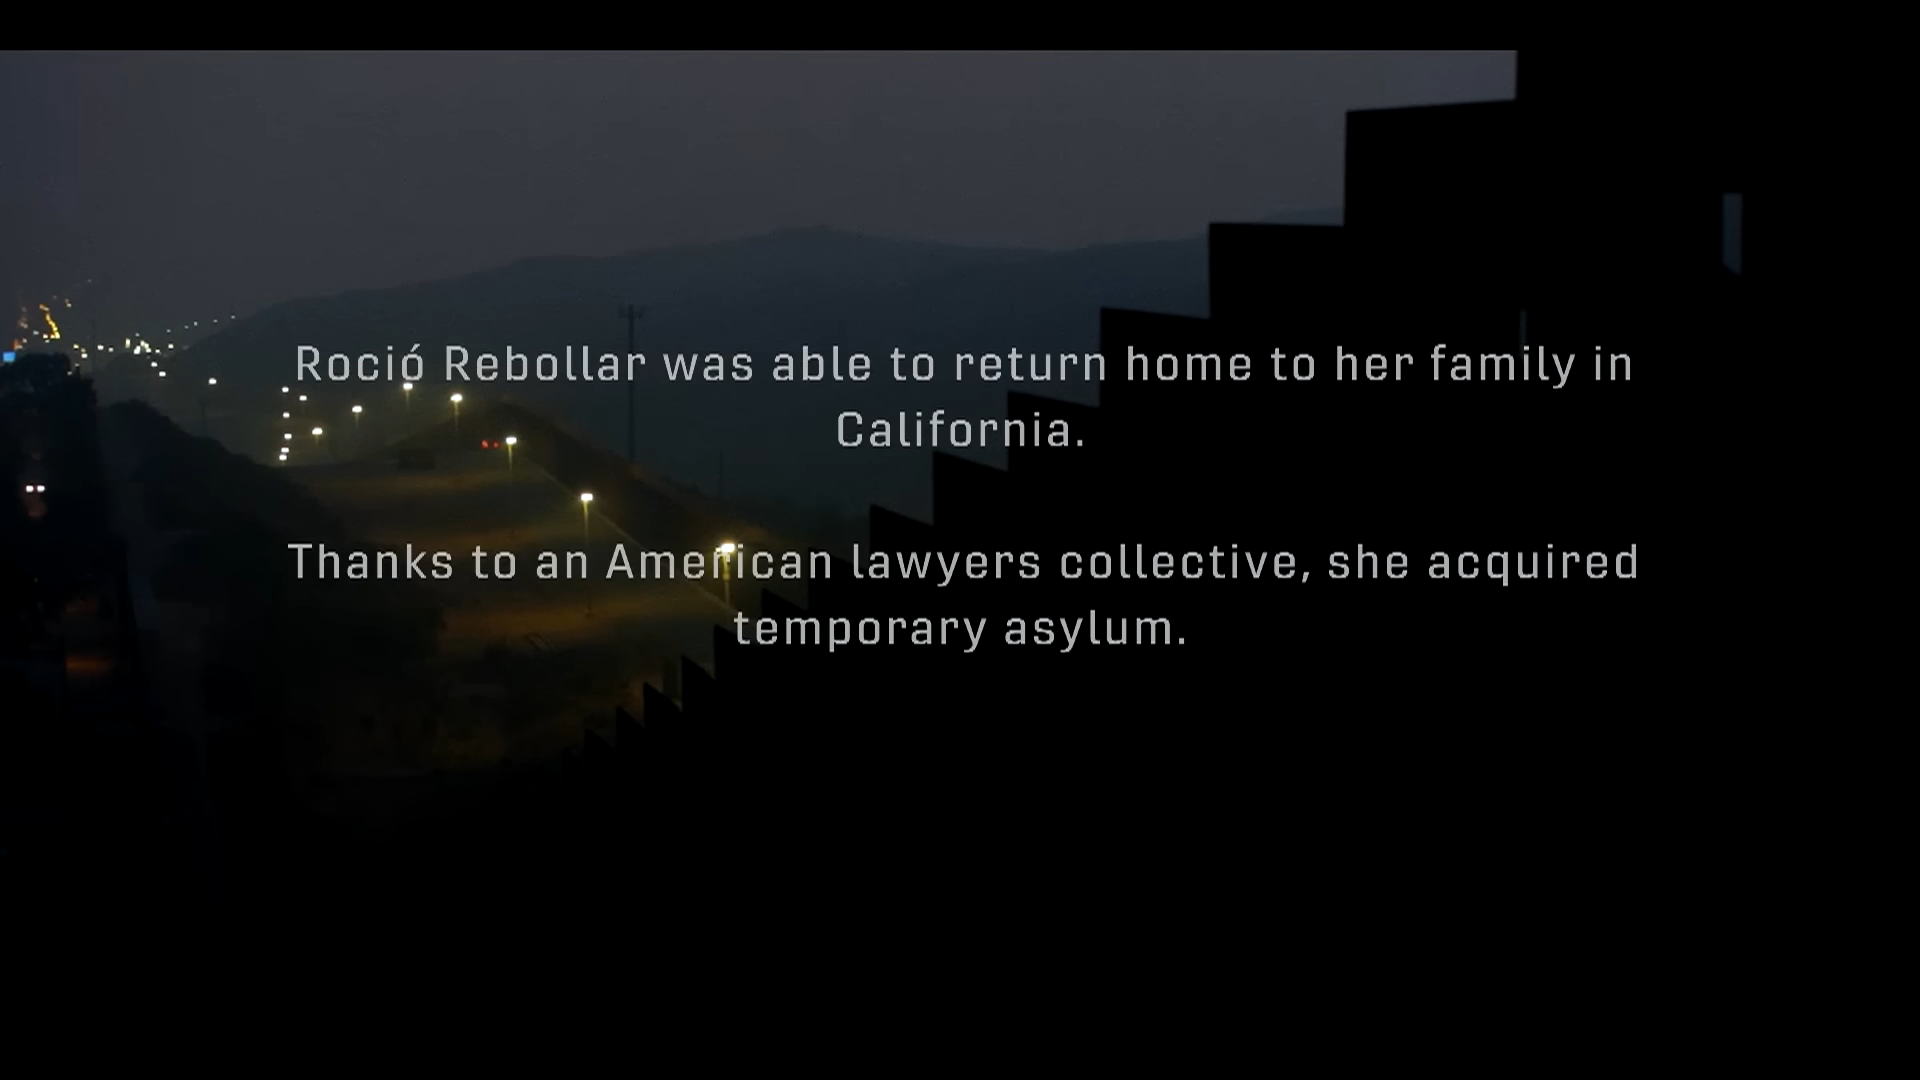 Roció Rebollar was able to return home to her family in
California.
Thanks to an American lawyers collective, she acquired
temporary asylum.